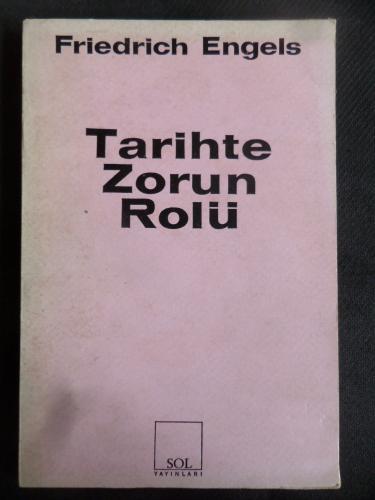 Friedrich Engels
Tarihte
Zorun
Rolü
SOL
YAYINLARI